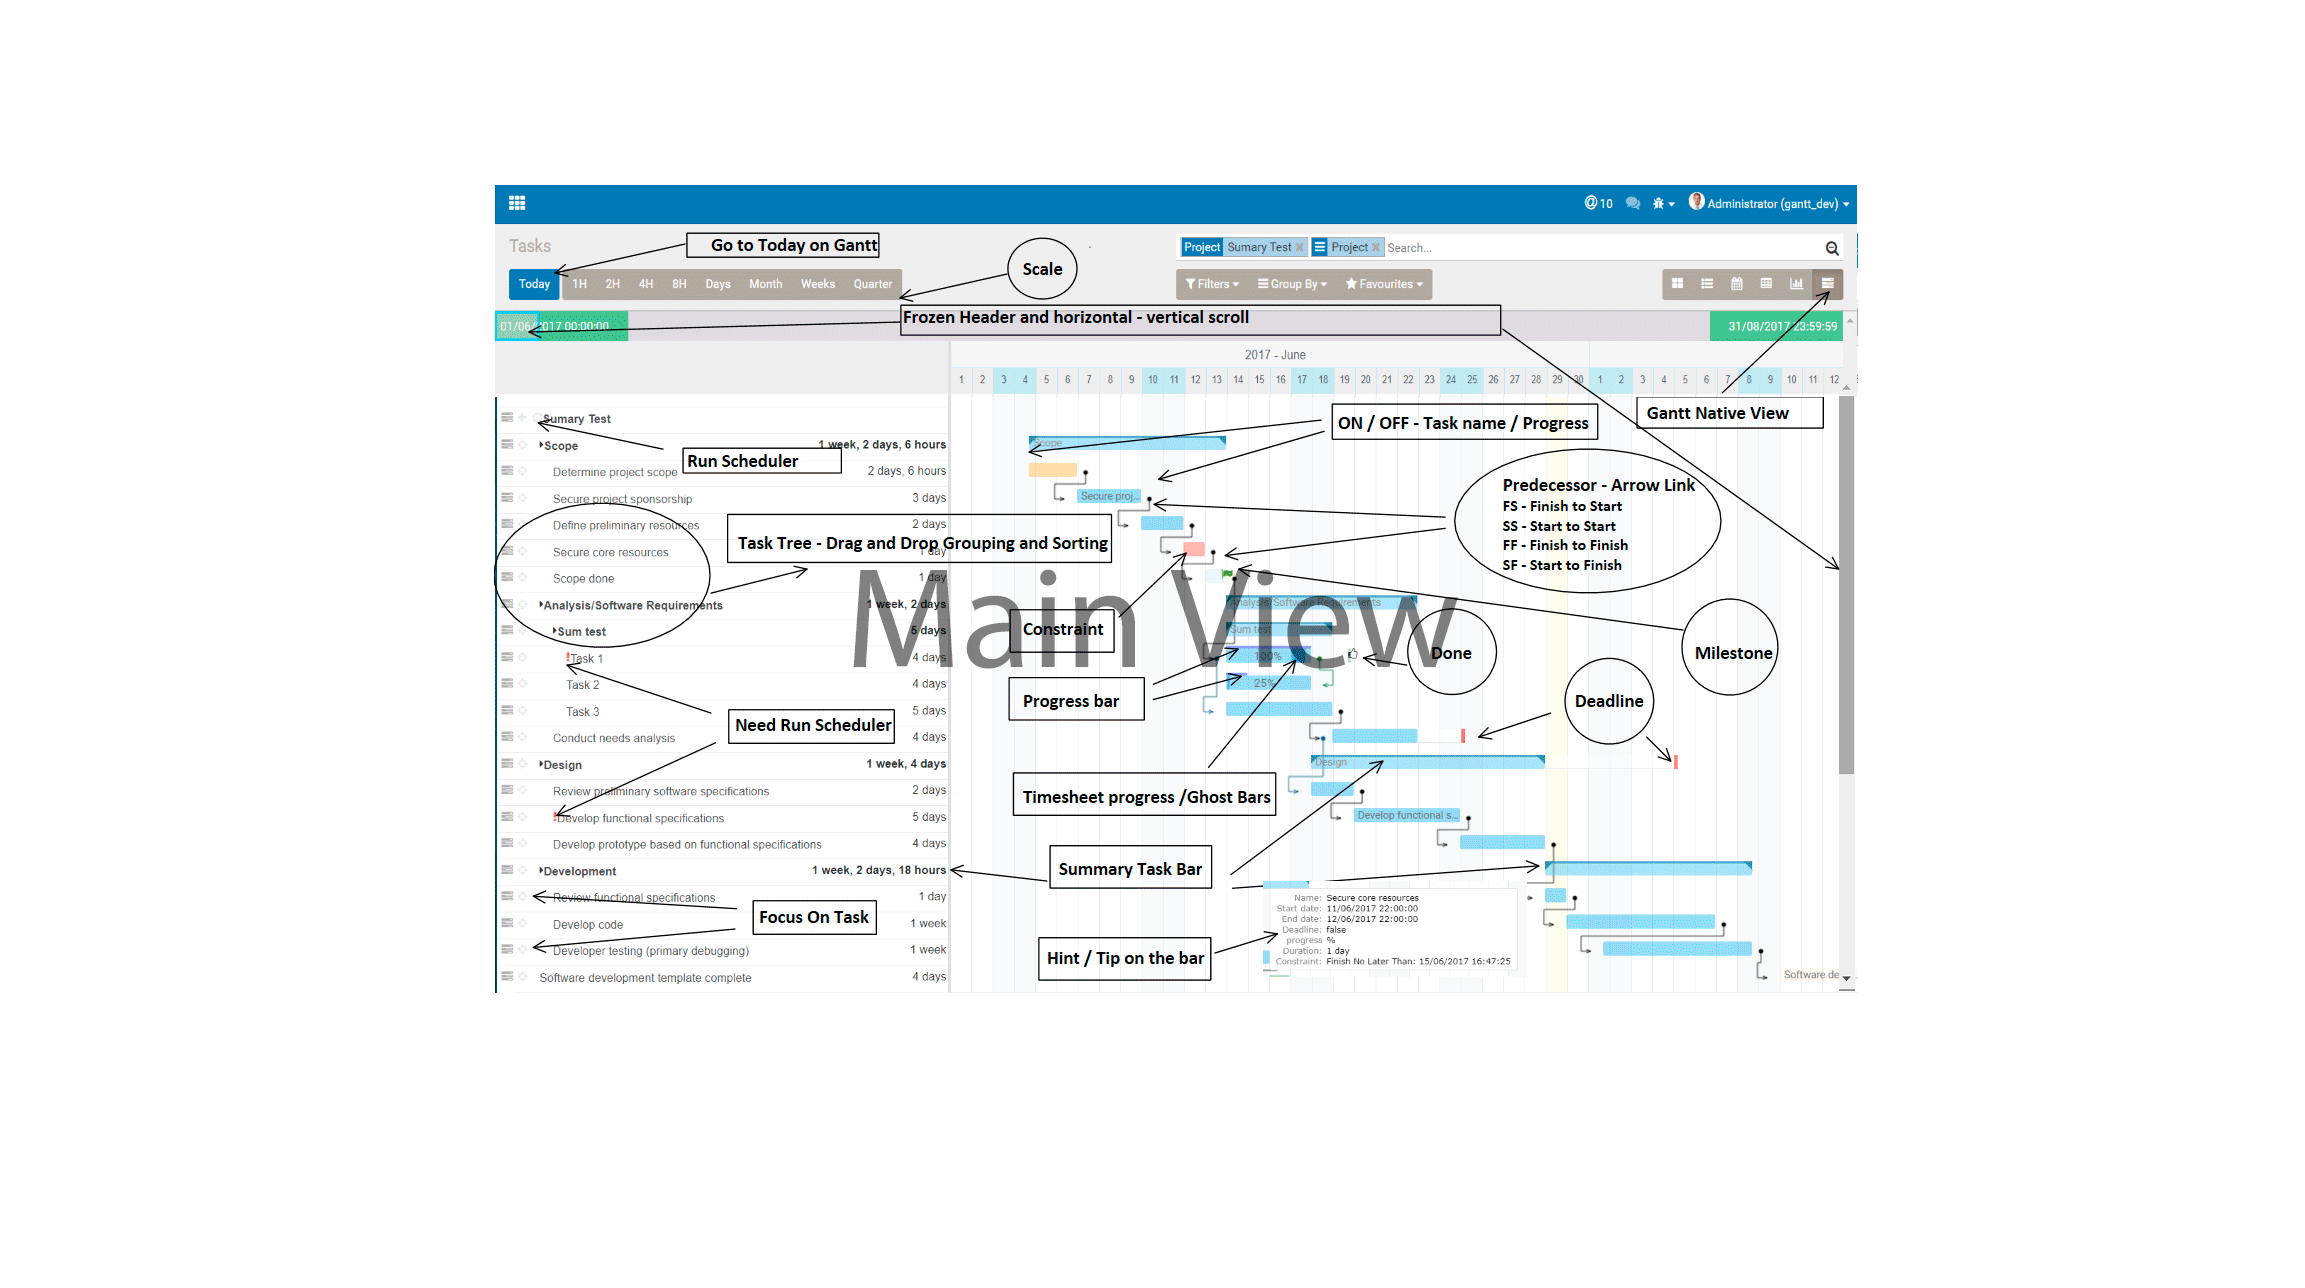 @10 Administrator (gantt_dev)
Tasks
Go to Today on Gantt
Scale
Project Sumary Test Project Search...
Today 1H 2H 4H 8H Days Month Weeks Quarter
Filters Group By Favourites
Frozen Header and horizontal - vertical scroll
01/06/2017 00:00:00
31/08/2017 23:59:59
2017 - June
1 2 3 4 5 6 7 8 9 10 11 12 13 14 15 16 17 18 19 20 21 22 23 24 25 26 27 28 29 30 1 2 3 4 5 6 7 8 9 10 11 12
Sumary Test
ON / OFF - Task name / Progress
Gantt Native View
Scope 1 week, 2 days, 6 hours
Scope
Run Scheduler
Determine project scope 2 days, 6 hours
Secure project sponsorship 3 days
Secure proj...
Predecessor - Arrow Link
FS - Finish to Start
SS - Start to Start
FF - Finish to Finish
SF - Start to Finish
Define preliminary resources 2 days
Task Tree - Drag and Drop Grouping and Sorting
Secure core resources 1 day
Scope done 1 day
Main View
Analysis/Software Requirements 1 week, 2 days
Analysis/Software Requirements
Constraint
Sum test 5 days
Sum test
Done
Milestone
Task 1 4 days
100%
Task 2 4 days
25%
Progress bar
Deadline
Task 3 5 days
Need Run Scheduler
Conduct needs analysis 4 days
Design 1 week, 4 days
Design
Review preliminary software specifications 2 days
Timesheet progress /Ghost Bars
Develop functional specifications 5 days
Develop functional s...
Develop prototype based on functional specifications 4 days
Development 1 week, 2 days, 18 hours
Summary Task Bar
Review functional specifications 1 day
Focus On Task
Develop code 1 week
Developer testing (primary debugging) 1 week
Name: Secure core resources
Start date: 11/06/2017 22:00:00
End date: 12/06/2017 22:00:00
Deadline: false
progress %
Duration: 1 day
Constraint: Finish No Later Than: 15/06/2017 16:47:25
Hint / Tip on the bar
Software development template complete 4 days
Software de